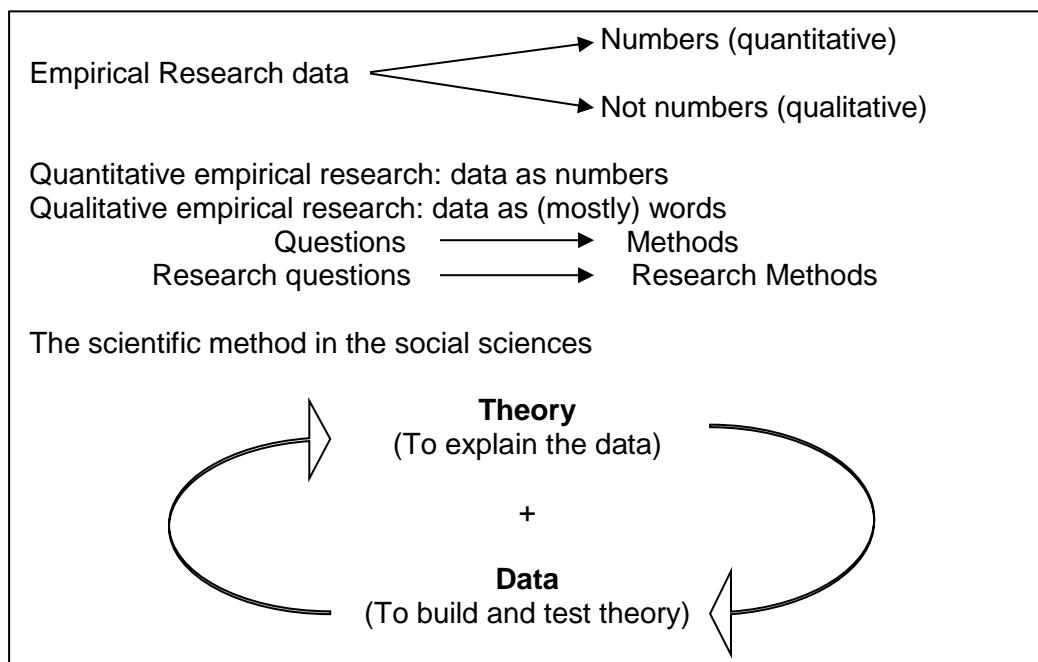 Numbers (quantitative)
Empirical Research data
Not numbers (qualitative)
Quantitative empirical research: data as numbers
Qualitative empirical research: data as (mostly) words
Questions Methods
Research questions Research Methods
The scientific method in the social sciences
Theory
(To explain the data)
+
Data
(To build and test theory)